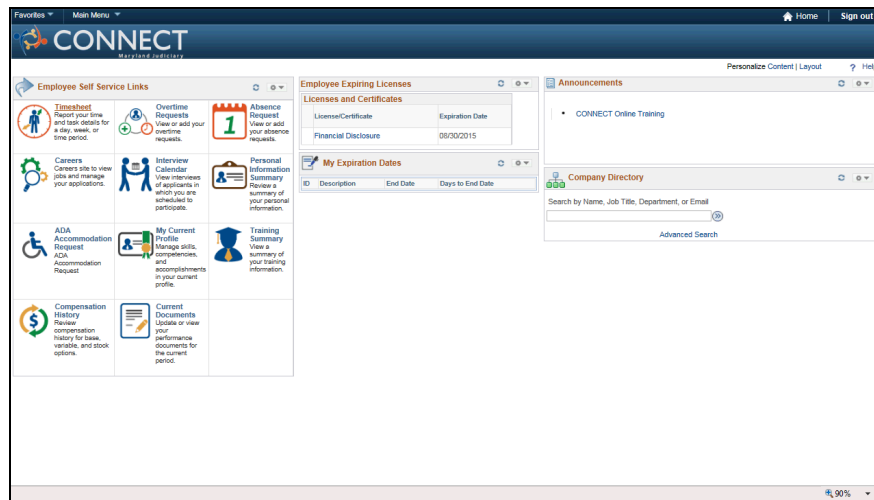 Favorites Main Menu
Home Sign out
CONNECT
Maryland Judiciary
Personalize Content | Layout ? Hel
Employee Self Service Links
Timesheet
Report your time
and task details for
a day, week, or
time period.
Overtime
Requests
View or add your
overtime
requests.
Absence
Request
View or add
your absence
requests.
1
Careers
Careers site to view
jobs and manage
your applications.
Interview
Calendar
View interviews
of applicants in
which you are
scheduled to
participate.
Personal
Information
Summary
Review a
summary of
your personal
information.
ADA
Accommodation
Request
ADA
Accommodation
Request
My Current
Profile
Manage skills,
competencies,
and
accomplishments
in your current
profile.
Training
Summary
View a
summary of
your training
information.
Compensation
History
Review
compensation
history for base,
variable, and stock
options.
$
Current
Documents
Update or view
your
performance
documents for
the current
period.
Employee Expiring Licenses
Licenses and Certificates
License/Certificate Expiration Date
Financial Disclosure 08/30/2015
My Expiration Dates
ID Description End Date Days to End Date
Announcements
CONNECT Online Training
Company Directory
Search by Name, Job Title, Department, or Email
Advanced Search
90%